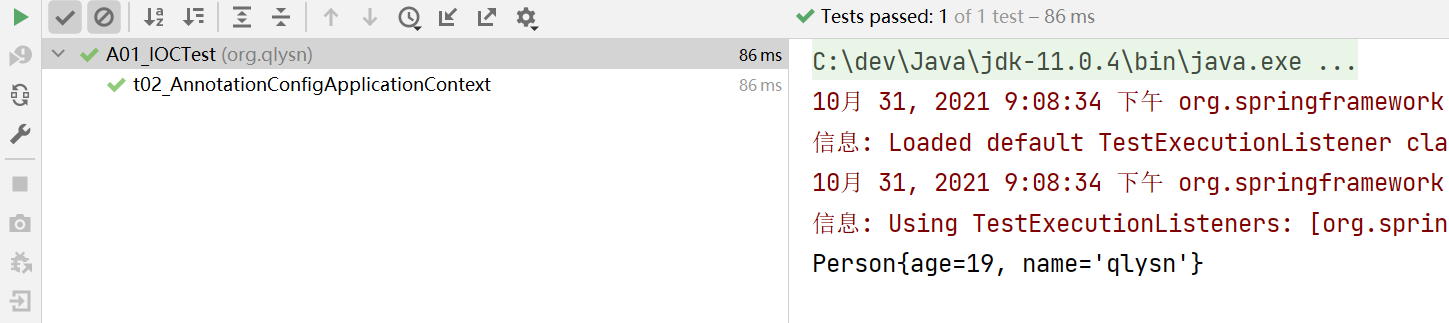 Tests passed: 1 of 1 test – 86 ms
A01_IOCTest (org.qlysn) 86 ms
t02_AnnotationConfigApplicationContext 86 ms
C:\dev\Java\jdk-11.0.4\bin\java.exe ...
10月 31, 2021 9:08:34 下午 org.springframework
信息: Loaded default TestExecutionListener cla
10月 31, 2021 9:08:34 下午 org.springframework
信息: Using TestExecutionListeners: [org.sprin
Person{age=19, name='qlysn'}